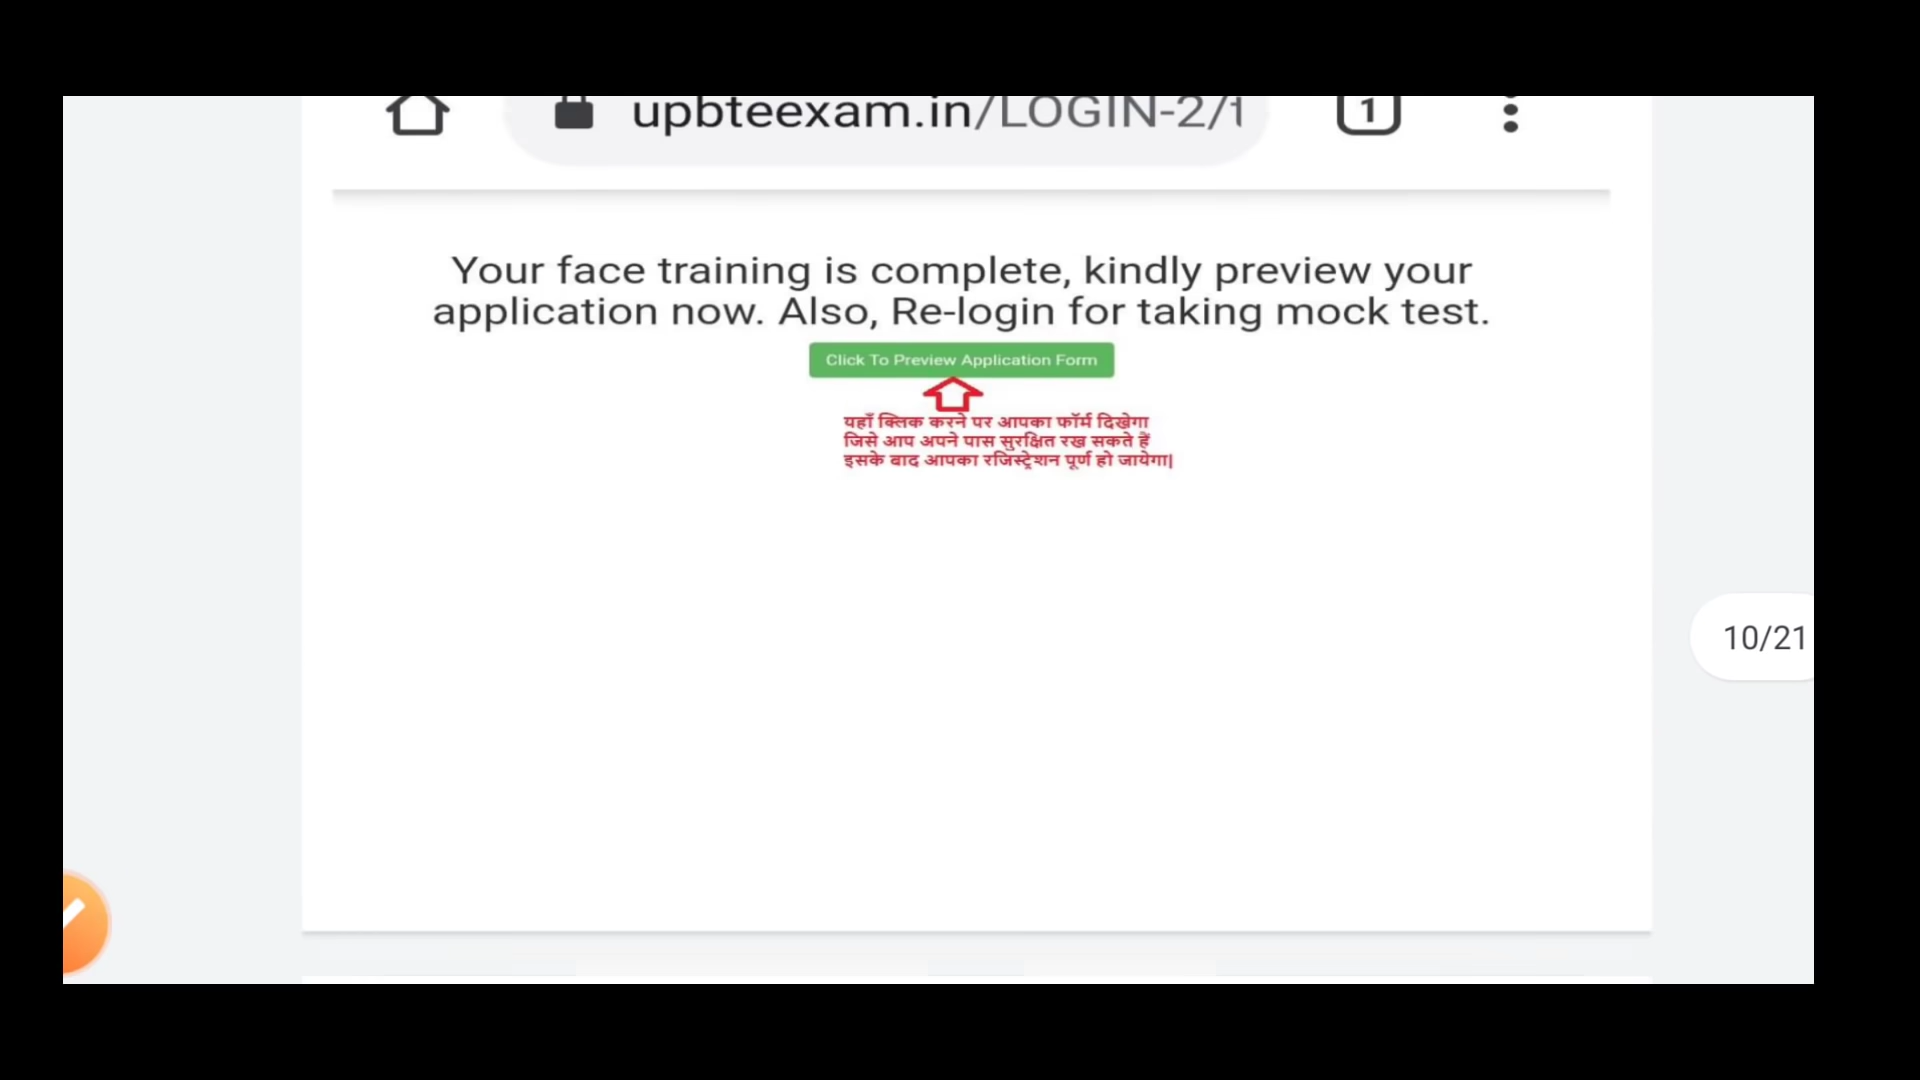 upbteexam.in/LOGIN-2/
1
Your face training is complete, kindly preview your
application now. Also, Re-login for taking mock test.
Click To Preview Application Form
यहाँ क्लिक करने पर आपका फॉर्म दिखेगा
जिसे आप अपने पास सुरक्षित रख सकते हैं
इसके बाद आपका रजिस्ट्रेशन पूर्ण हो जायेगा|
10/21